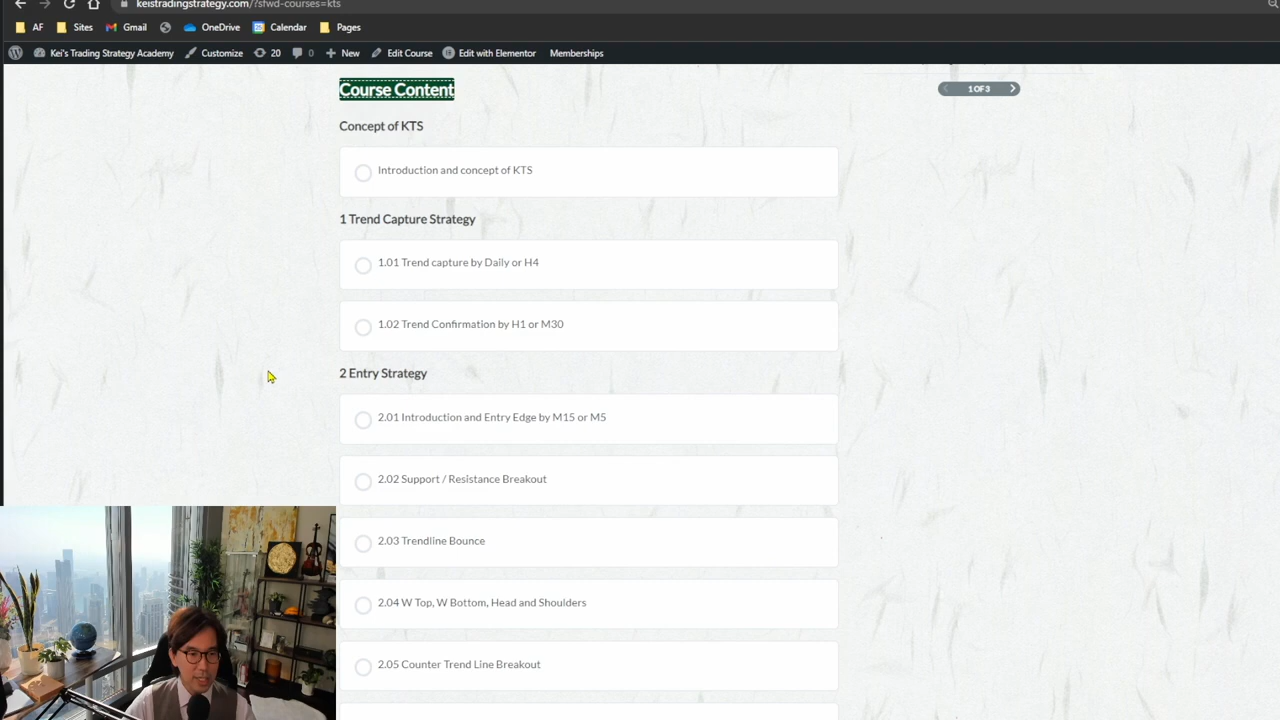 keistradingstrategy.com/?sfwd-courses=kts
AF Sites Gmail OneDrive Calendar Pages
Kei's Trading Strategy Academy Customize 20 0 New Edit Course Edit with Elementor Memberships
Course Content
1 OF 3
Concept of KTS
Introduction and concept of KTS
1 Trend Capture Strategy
1.01 Trend capture by Daily or H4
1.02 Trend Confirmation by H1 or M30
2 Entry Strategy
2.01 Introduction and Entry Edge by M15 or M5
2.02 Support / Resistance Breakout
2.03 Trendline Bounce
2.04 W Top, W Bottom, Head and Shoulders
2.05 Counter Trend Line Breakout